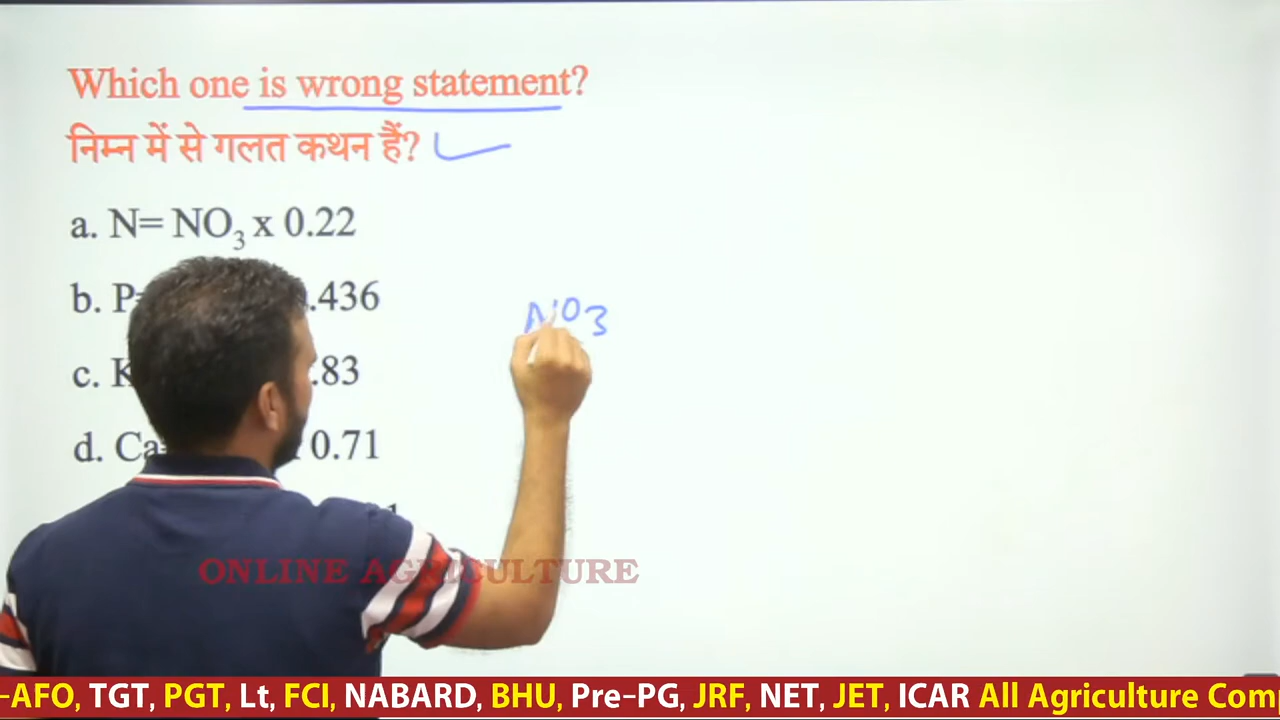 Which one is wrong statement?
निम्न में से गलत कथन हैं?
a. N= NO3 x 0.22
b. P= .436
c. K .83
d. Ca= 0.71
NO3
ONLINE AGRICULTURE
-AFO, TGT, PGT, Lt, FCI, NABARD, BHU, Pre-PG, JRF, NET, JET, ICAR All Agriculture Comp